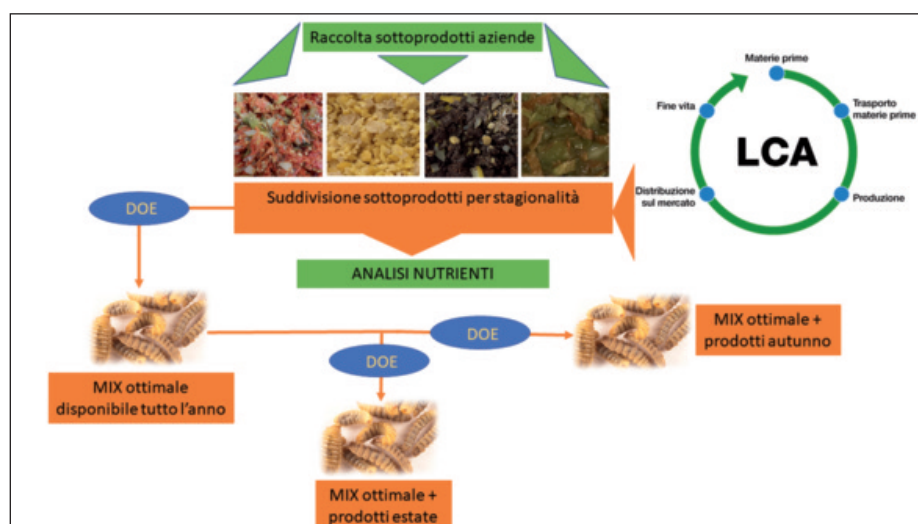 Raccolta sottoprodotti aziende
Materie prime
Fine vita
Trasporto
materie prime
LCA
Distribuzione
sul mercato
Produzione
Suddivisione sottoprodotti per stagionalità
DOE
ANALISI NUTRIENTI
DOE
DOE
MIX ottimale +
prodotti autunno
MIX ottimale
disponibile tutto l'anno
MIX ottimale +
prodotti estate